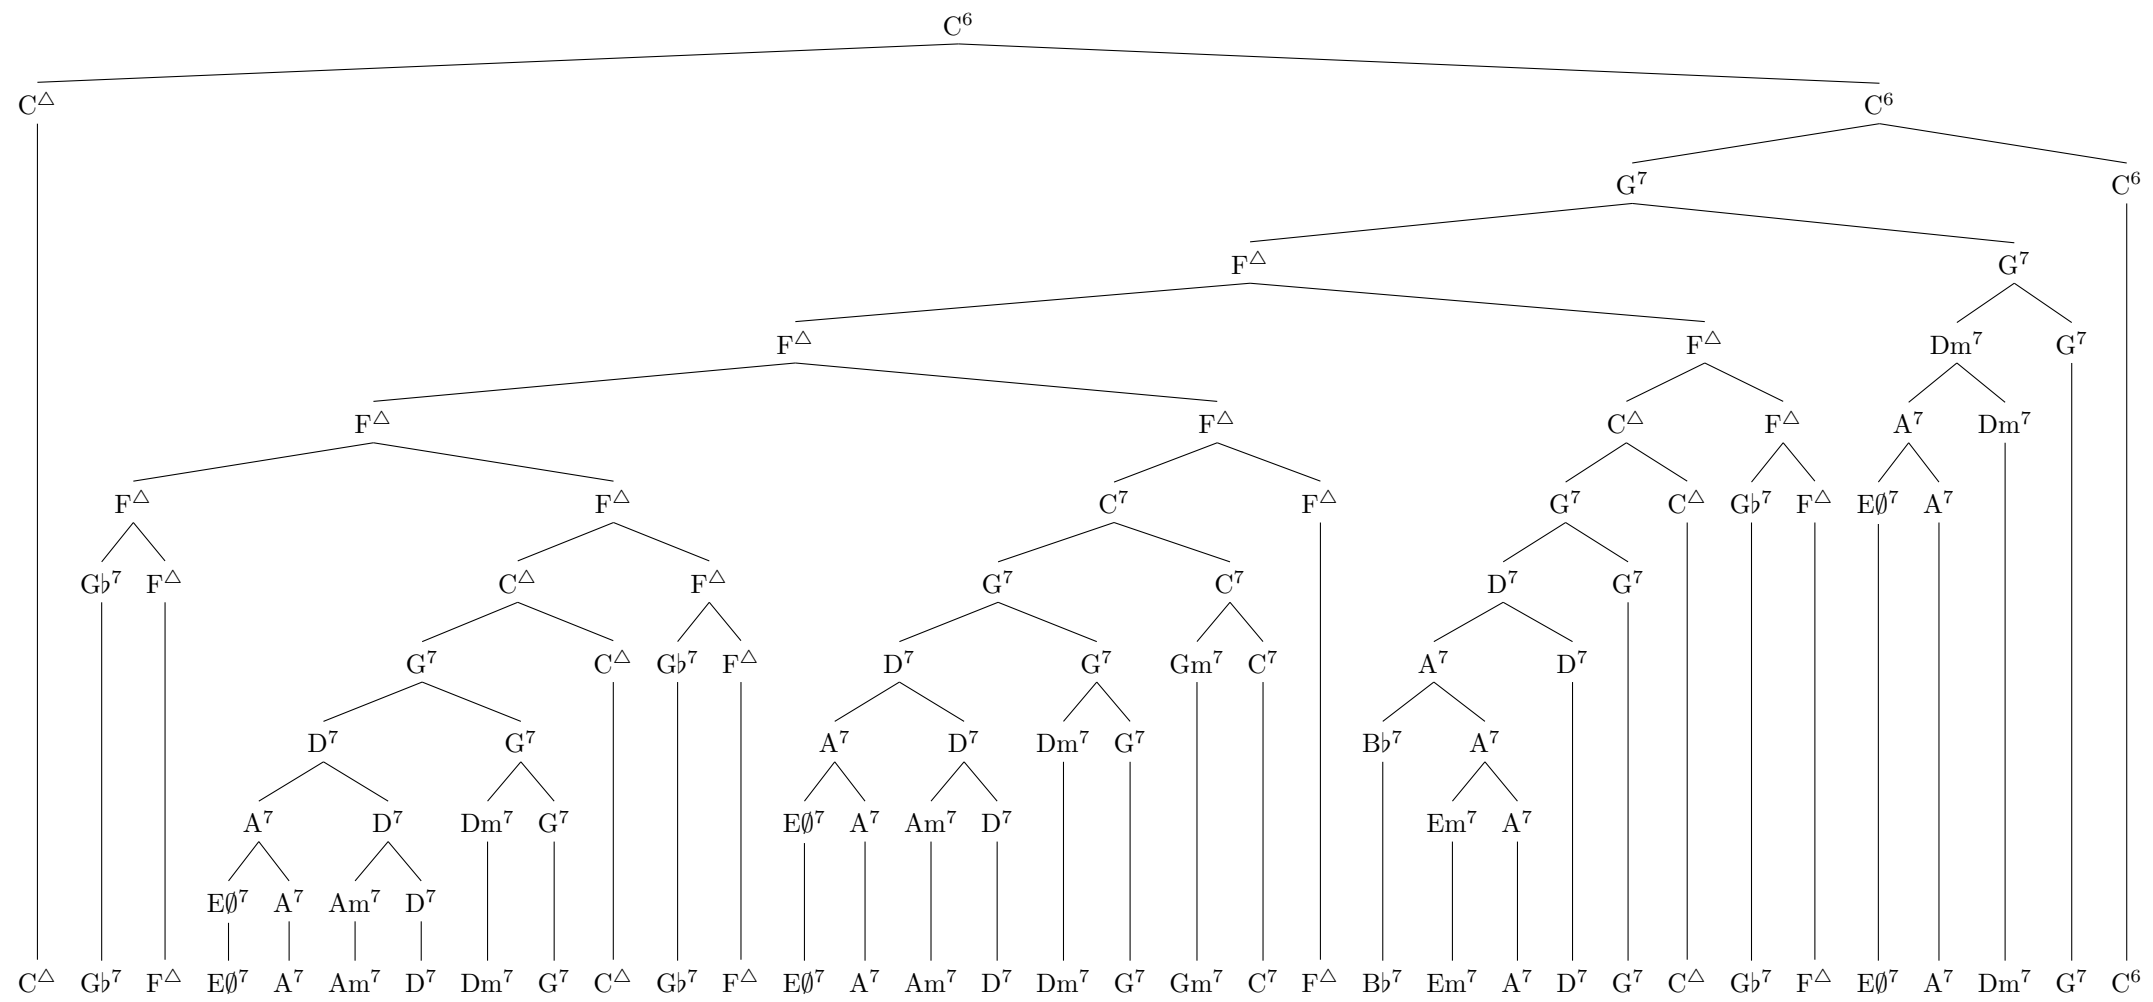 C△ C⁶
C⁶
G⁷ C⁶
F△ G⁷
F△ F△ Dm⁷ G⁷
F△ F△ C△ F△ A⁷ Dm⁷
F△ F△ C⁷ F△ G⁷ C△ G♭⁷ F△ E∅⁷ A⁷
G♭⁷ F△ C△ F△ G⁷ C⁷ D⁷ G⁷
G⁷ C△ G♭⁷ F△ D⁷ G⁷ Gm⁷ C⁷ A⁷ D⁷
D⁷ G⁷ A⁷ D⁷ Dm⁷ G⁷ B♭⁷ A⁷
A⁷ D⁷ Dm⁷ G⁷ E∅⁷ A⁷ Am⁷ D⁷ Em⁷ A⁷
E∅⁷ A⁷ Am⁷ D⁷
C△ G♭⁷ F△ E∅⁷ A⁷ Am⁷ D⁷ Dm⁷ G⁷ C△ G♭⁷ F△ E∅⁷ A⁷ Am⁷ D⁷ Dm⁷ G⁷ Gm⁷ C⁷ F△ B♭⁷ Em⁷ A⁷ D⁷ G⁷ C△ G♭⁷ F△ E∅⁷ A⁷ Dm⁷ G⁷ C⁶